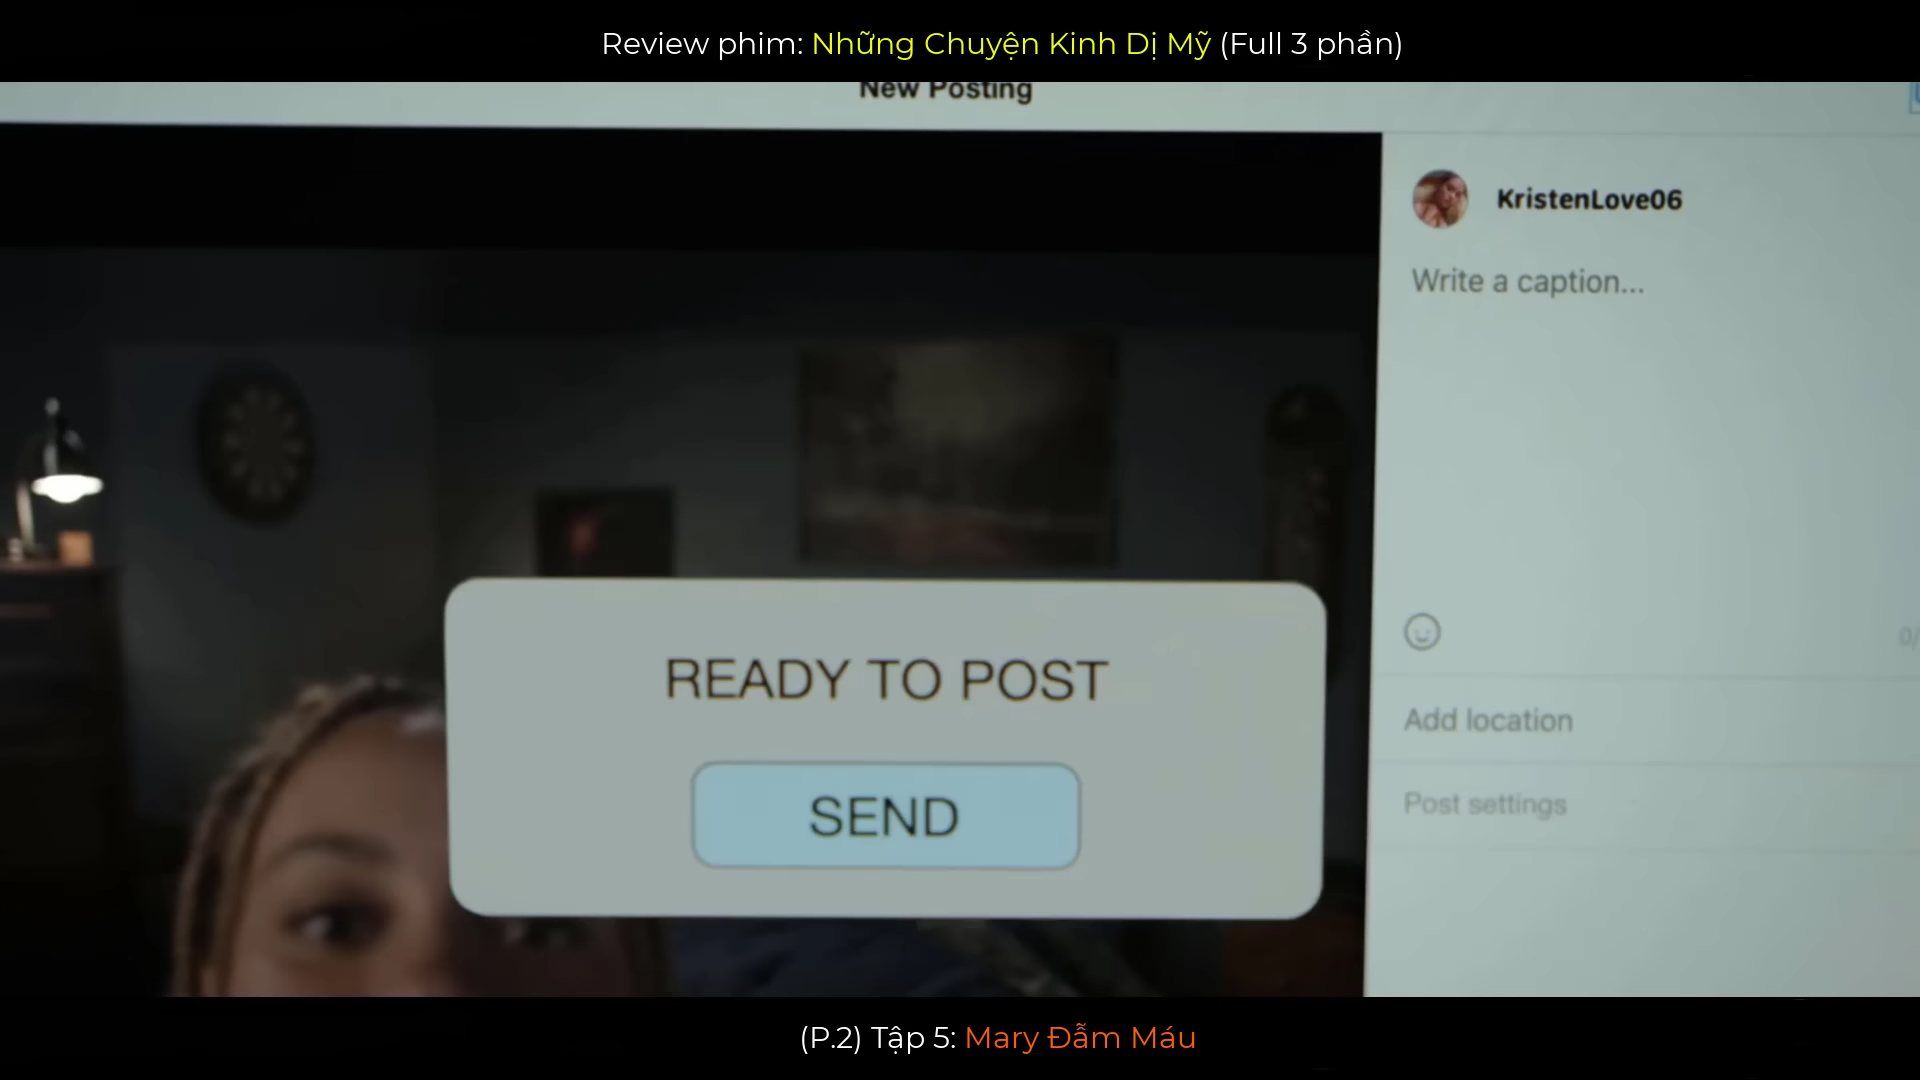 Review phim: Những Chuyện Kinh Dị Mỹ (Full 3 phần)
New Posting
KristenLove06
Write a caption...
READY TO POST
SEND
0/
Add location
Post settings
(P.2) Tập 5: Mary Đẫm Máu